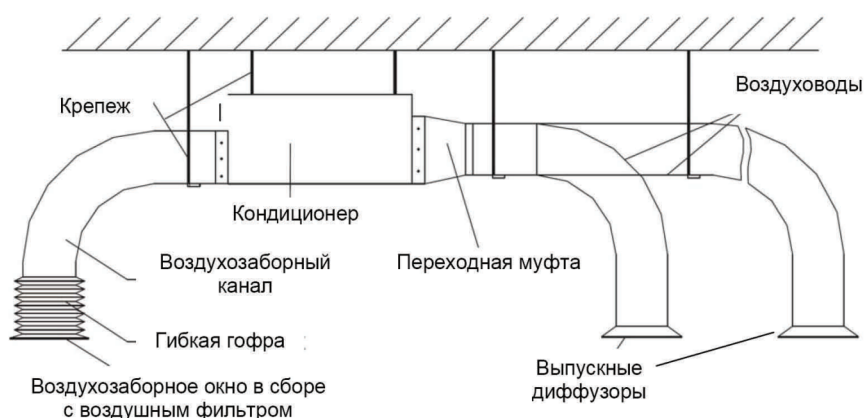 Воздуховоды
Крепеж
Кондиционер
Воздухозаборный
канал
Переходная муфта
Гибкая гофра
Выпускные
диффузоры
Воздухозаборное окно в сборе
с воздушным фильтром